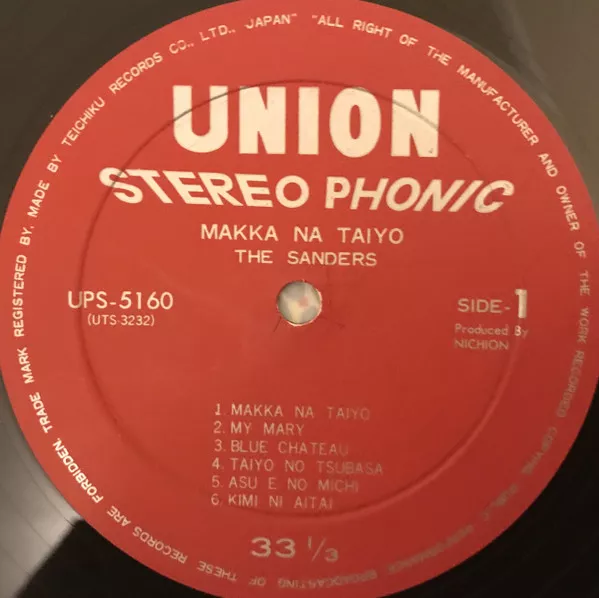 TRADE MARK REGISTERED BY, MADE BY TEICHIKU RECORDS CO., LTD., JAPAN" "ALL RIGHT OF THE MANUFACTURER AND OWNER OF THE WORK RECORDED
BROADCASTING OF THESE RECORDS ARE FORBIDDEN,
UNION
STEREO PHONIC
MAKKA NA TAIYO
THE SANDERS
UPS-5160
(UTS-3232)
SIDE-1
Produced By
NICHION
1. MAKKA NA TAIYO
2. MY MARY
3. BLUE CHATEAU
4. TAIYO NO TSUBASA
5. ASU E NO MICHI
6. KIMI NI AITAI
33 1/3